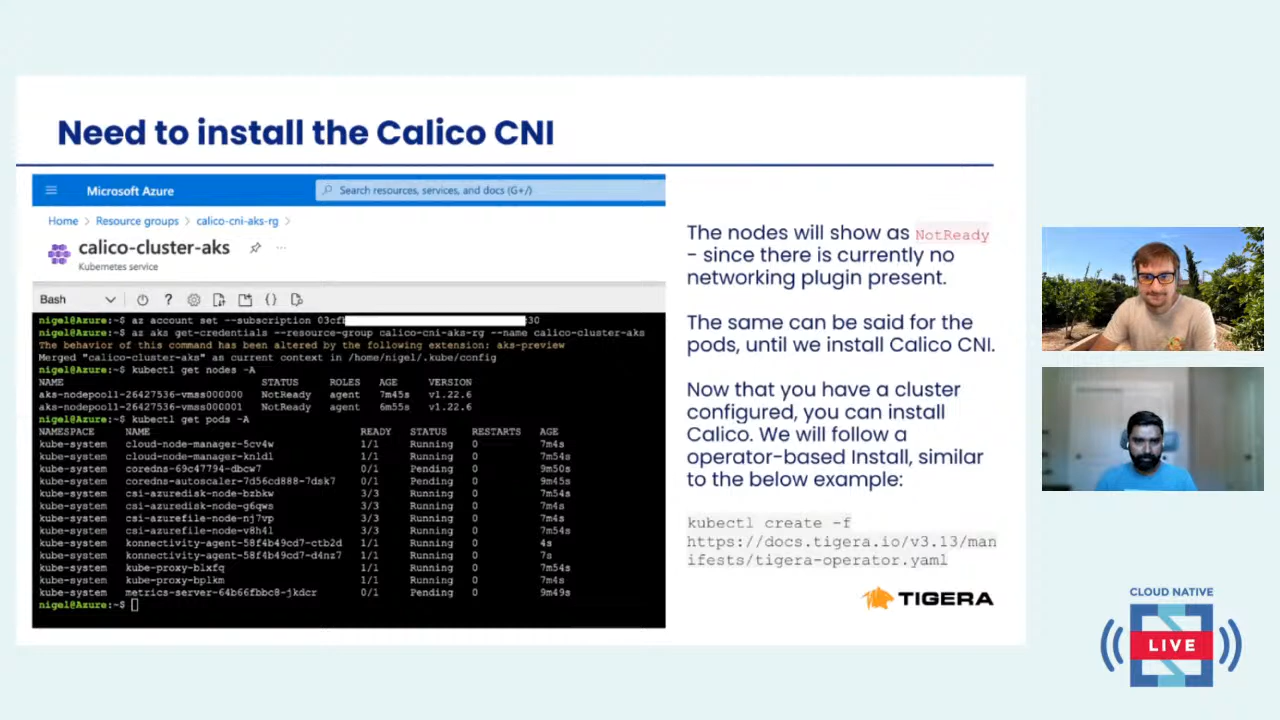 Need to install the Calico CNI
Microsoft Azure
Search resources, services, and docs (G+/)
Home > Resource groups > calico-cni-aks-rg >
calico-cluster-aks
Kubernetes service
Bash
nigel@Azure:~$ az account set --subscription 03cf :30
nigel@Azure:~$ az aks get-credentials --resource-group calico-cni-aks-rg --name calico-cluster-aks
The behavior of this command has been altered by the following extension: aks-preview
Merged "calico-cluster-aks" as current context in /home/nigel/.kube/config
nigel@Azure:~$ kubectl get nodes -A
NAME STATUS ROLES AGE VERSION
aks-nodepool1-26427536-vmss000000 NotReady agent 7m45s v1.22.6
aks-nodepool1-26427536-vmss000001 NotReady agent 6m55s v1.22.6
nigel@Azure:~$ kubectl get pods -A
NAMESPACE NAME READY STATUS RESTARTS AGE
kube-system cloud-node-manager-5cv4w 1/1 Running 0 7m4s
kube-system cloud-node-manager-knldl 1/1 Running 0 7m54s
kube-system coredns-69c47794-dbcw7 0/1 Pending 0 9m50s
kube-system coredns-autoscaler-7d56cd888-7dsk7 0/1 Pending 0 9m45s
kube-system csi-azuredisk-node-bzbkw 3/3 Running 0 7m54s
kube-system csi-azuredisk-node-g6qws 3/3 Running 0 7m4s
kube-system csi-azurefile-node-nj7vp 3/3 Running 0 7m4s
kube-system csi-azurefile-node-v8h4l 3/3 Running 0 7m54s
kube-system konnectivity-agent-58f4b49cd7-ctb2d 1/1 Running 0 4s
kube-system konnectivity-agent-58f4b49cd7-d4nz7 1/1 Running 0 7s
kube-system kube-proxy-blxfq 1/1 Running 0 7m54s
kube-system kube-proxy-bplkm 1/1 Running 0 7m4s
kube-system metrics-server-64b66fbbc8-jkdcr 0/1 Pending 0 9m49s
nigel@Azure:~$
The nodes will show as NotReady
- since there is currently no
networking plugin present.
The same can be said for the
pods, until we install Calico CNI.
Now that you have a cluster
configured, you can install
Calico. We will follow a
operator-based Install, similar
to the below example:
kubectl create -f
https://docs.tigera.io/v3.13/man
ifests/tigera-operator.yaml
TIGERA
CLOUD NATIVE
LIVE